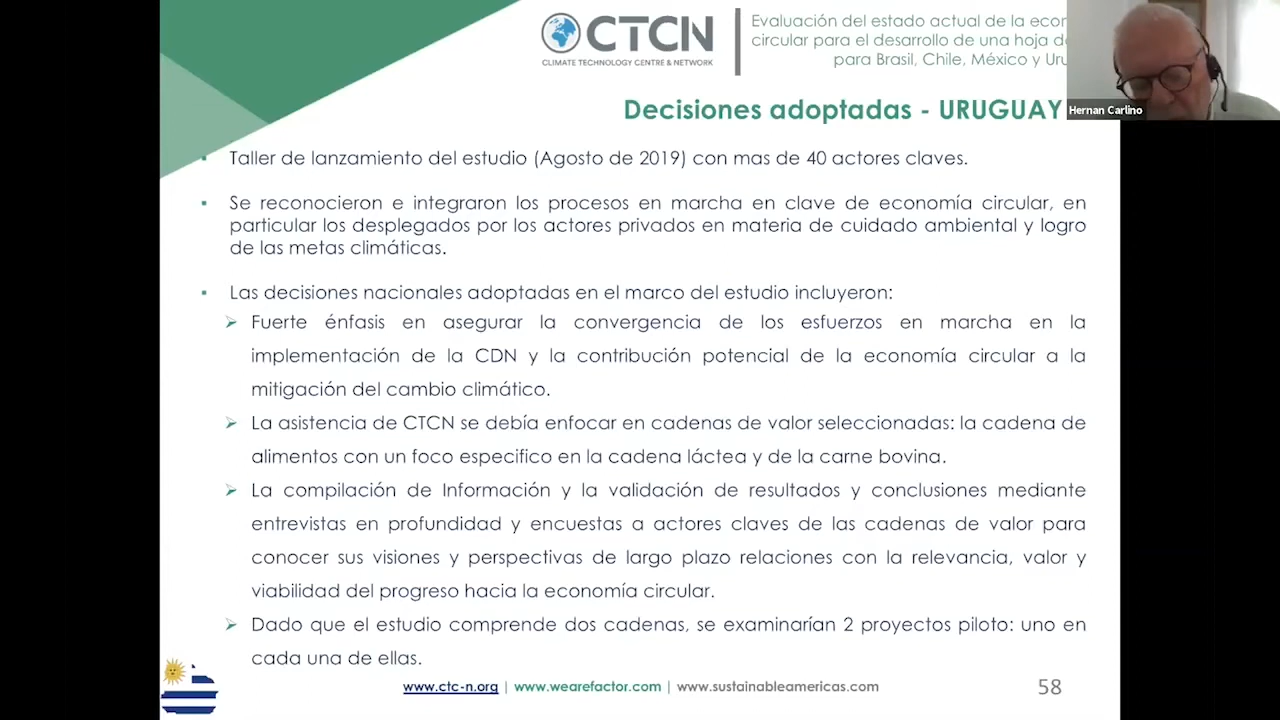 CTCN
CLIMATE TECHNOLOGY CENTRE & NETWORK
Evaluación del estado actual de la
circular para el desarrollo de una hoja
para Brasil, Chile, México y
Hernan Carlino
Decisiones adoptadas - URUGUAY
Taller de lanzamiento del estudio (Agosto de 2019) con mas de 40 actores claves.
Se reconocieron e integraron los procesos en marcha en clave de economía circular, en
particular los desplegados por los actores privados en materia de cuidado ambiental y logro
de las metas climáticas.
Las decisiones nacionales adoptadas en el marco del estudio incluyeron:
Fuerte énfasis en asegurar la convergencia de los esfuerzos en marcha en la
implementación de la CDN y la contribución potencial de la economía circular a la
mitigación del cambio climático.
La asistencia de CTCN se debía enfocar en cadenas de valor seleccionadas: la cadena de
alimentos con un foco especifico en la cadena láctea y de la carne bovina.
La compilación de Información y la validación de resultados y conclusiones mediante
entrevistas en profundidad y encuestas a actores claves de las cadenas de valor para
conocer sus visiones y perspectivas de largo plazo relaciones con la relevancia, valor y
viabilidad del progreso hacia la economía circular.
Dado que el estudio comprende dos cadenas, se examinarían 2 proyectos piloto: uno en
cada una de ellas.
www.ctc-n.org | www.wearefactor.com | www.sustainableamericas.com
58